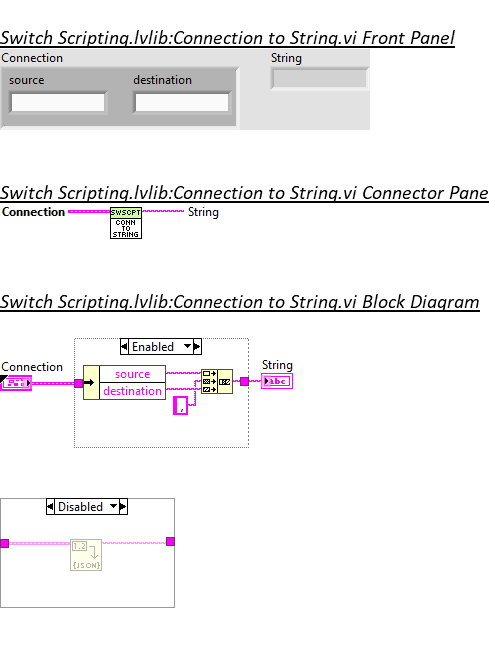 Switch Scripting.lvlib:Connection to String.vi Front Panel
Connection String
source destination
Switch Scripting.lvlib:Connection to String.vi Connector Pane
Connection String
SWSCPT
CONN
TO
STRING
Switch Scripting.lvlib:Connection to String.vi Block Diagram
Enabled
Connection String
source
destination
abc
,
Disabled
1.2
{JSON}